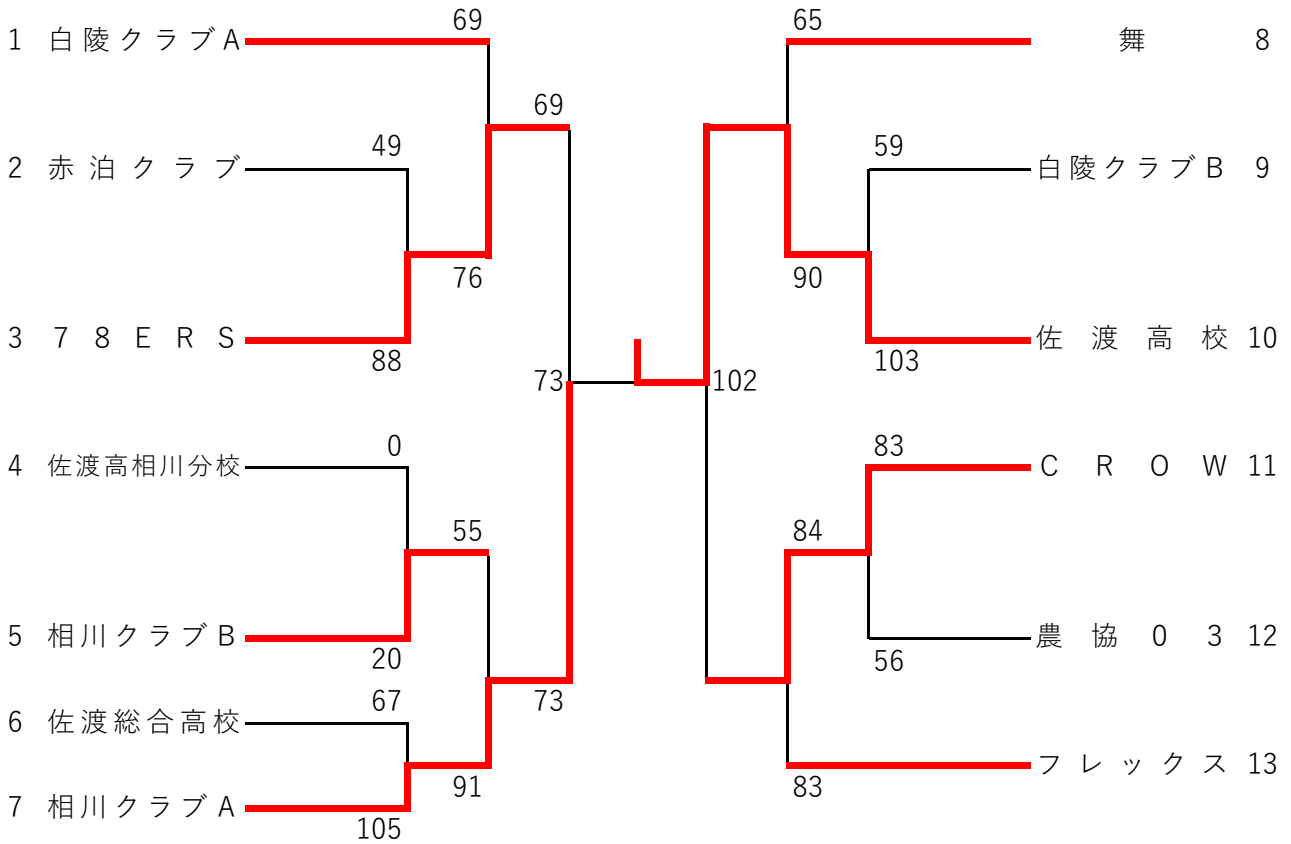 69 65
1 白陵クラブA 舞 8
69
49 59
2 赤泊クラブ 白陵クラブB 9
76 90
3 78ERS 佐渡高校 10
88 103
73 102
0 83
4 佐渡高相川分校 CROW 11
55 84
5 相川クラブB 農協03 12
20 56
67 73
6 佐渡総合高校
フレックス 13
91 83
7 相川クラブA
105